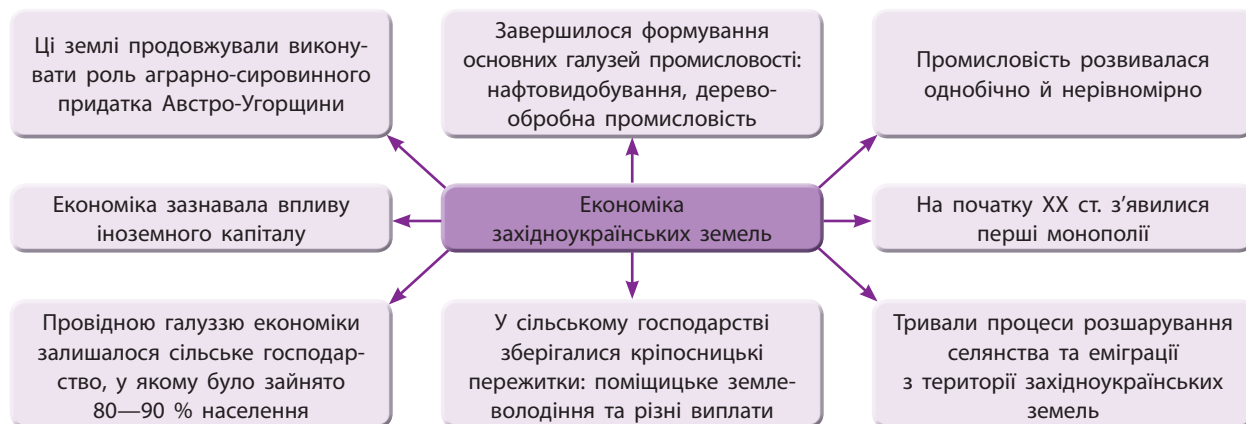 Ці землі продовжували викону-
вати роль аграрно-сировинного
придатка Австро-Угорщини
Завершилося формування
основних галузей промисловості:
нафтовидобування, дерево-
обробна промисловість
Промисловість розвивалася
однобічно й нерівномірно
Економіка зазнавала впливу
іноземного капіталу
Економіка
західноукраїнських земель
На початку XX ст. з’явилися
перші монополії
Провідною галуззю економіки
залишалося сільське господар-
ство, у якому було зайнято
80—90 % населення
У сільському господарстві
зберігалися кріпосницькі
пережитки: поміщицьке земле-
володіння та різні виплати
Тривали процеси розшарування
селянства та еміграції
з території західноукраїнських
земель